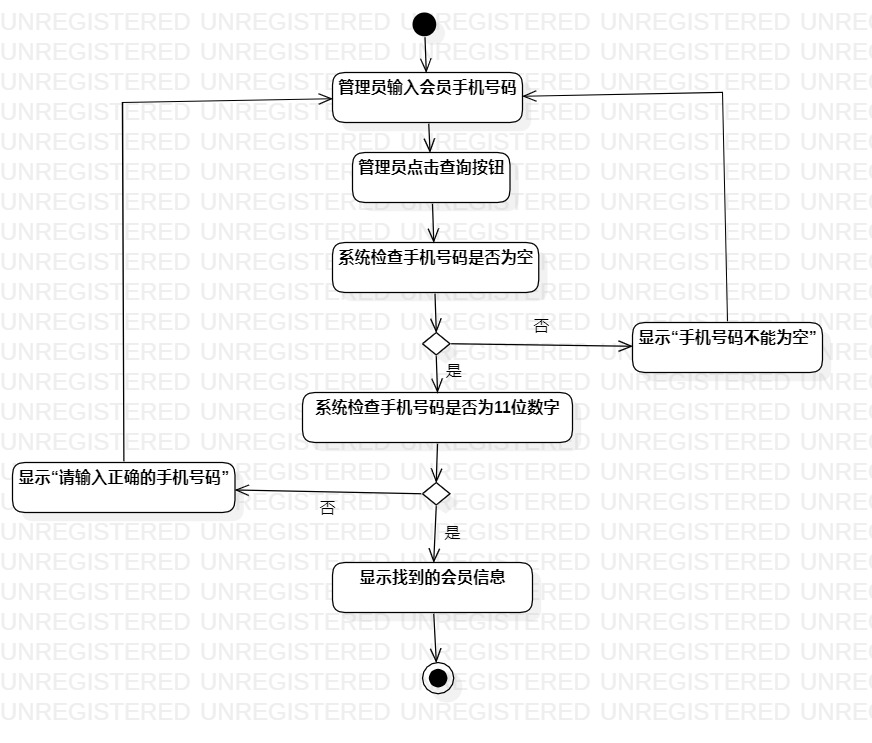 管理员输入会员手机号码
管理员点击查询按钮
系统检查手机号码是否为空
否
显示“手机号码不能为空”
是
系统检查手机号码是否为11位数字
显示“请输入正确的手机号码”
否
是
显示找到的会员信息
UNREGISTERED